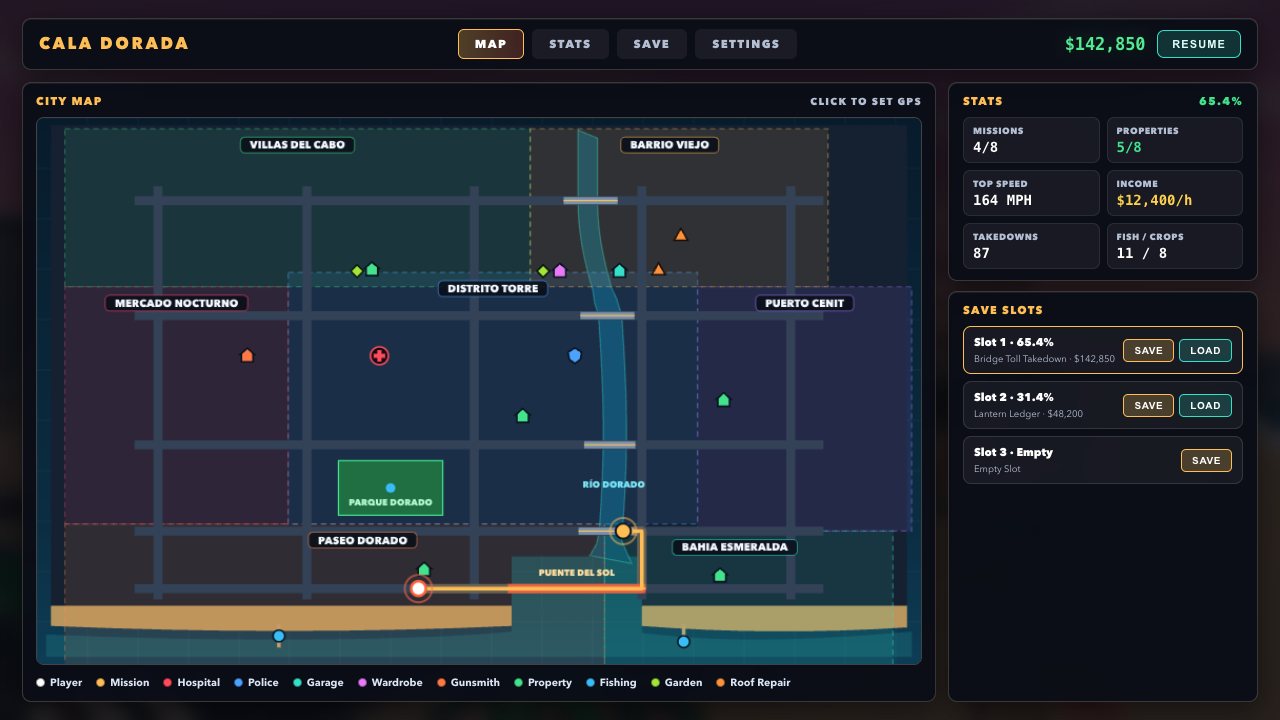 CALA DORADA
MAP
STATS
SAVE
SETTINGS
$142,850
RESUME
CITY MAP
CLICK TO SET GPS
VILLAS DEL CABO
BARRIO VIEJO
MERCADO NOCTURNO
DISTRITO TORRE
PUERTO CENIT
RÍO DORADO
PARQUE DORADO
PASEO DORADO
BAHIA ESMERALDA
PUENTE DEL SOL
Player
Mission
Hospital
Police
Garage
Wardrobe
Gunsmith
Property
Fishing
Garden
Roof Repair
STATS
65.4%
MISSIONS
4/8
PROPERTIES
5/8
TOP SPEED
164 MPH
INCOME
$12,400/h
TAKEDOWNS
87
FISH / CROPS
11 / 8
SAVE SLOTS
Slot 1 · 65.4%
Bridge Toll Takedown · $142,850
SAVE
LOAD
Slot 2 · 31.4%
Lantern Ledger · $48,200
SAVE
LOAD
Slot 3 · Empty
Empty Slot
SAVE